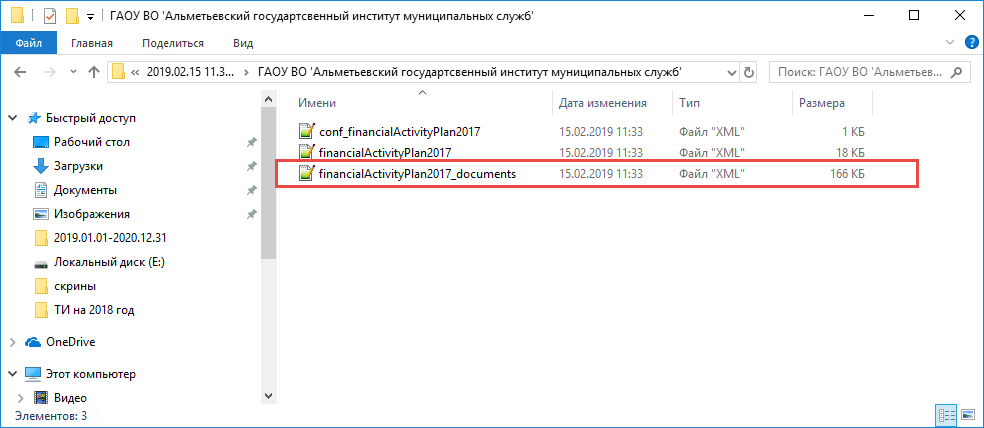 ГАОУ ВО 'Альметьевский государтсвенный институт муниципальных служб'
Файл Главная Поделиться Вид
« 2019.02.15 11.3... > ГАОУ ВО 'Альметьевский государтсвенный институт муниципальных служб' Поиск: ГАОУ ВО 'Альметьев...
Имени Дата изменения Тип Размера
Быстрый доступ
Рабочий стол
Загрузки
Документы
Изображения
2019.01.01-2020.12.31
Локальный диск (E:)
скрины
ТИ на 2018 год
OneDrive
Этот компьютер
Видео
conf_financialActivityPlan2017 15.02.2019 11:33 Файл "XML" 1 КБ
financialActivityPlan2017 15.02.2019 11:33 Файл "XML" 18 КБ
financialActivityPlan2017_documents 15.02.2019 11:33 Файл "XML" 166 КБ
Элементов: 3